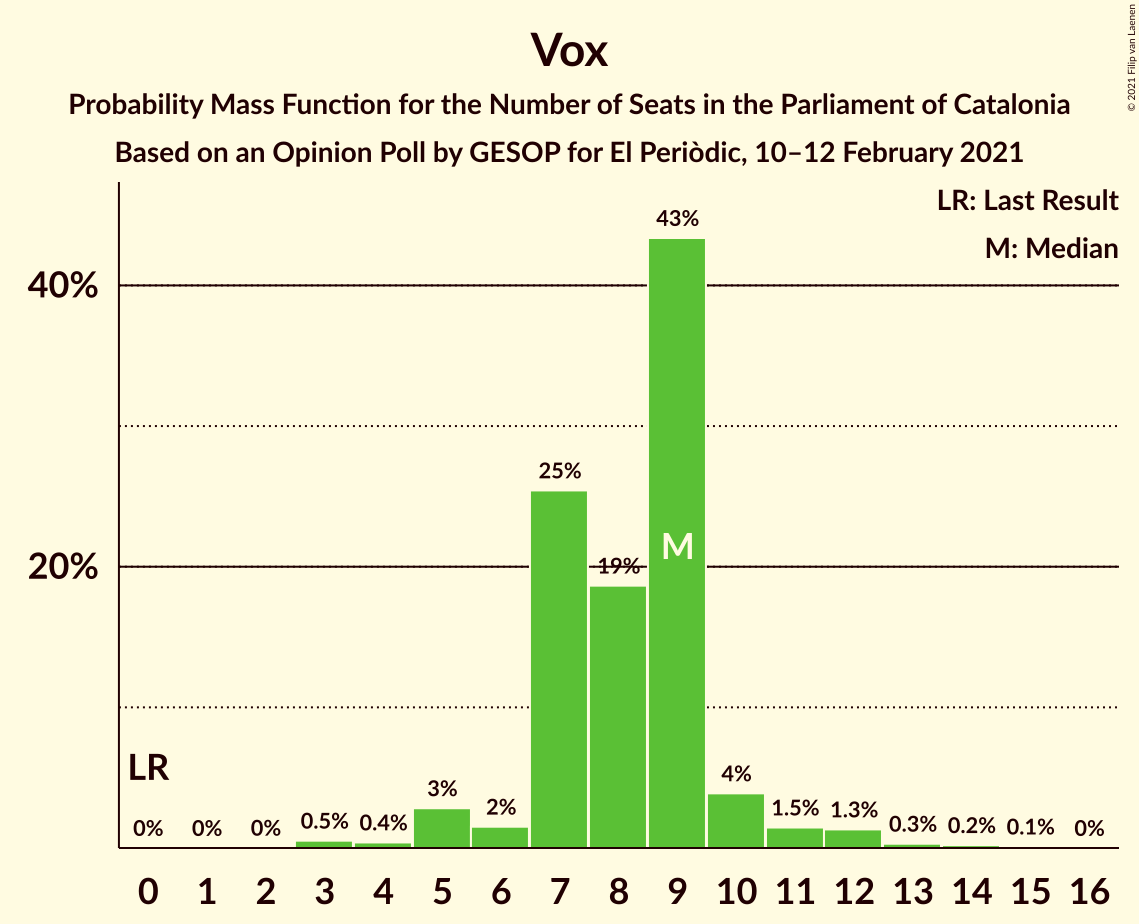 Vox
Probability Mass Function for the Number of Seats in the Parliament of Catalonia
Based on an Opinion Poll by GESOP for El Periòdic, 10–12 February 2021
© 2021 Filip van Laenen
LR: Last Result
M: Median
43%
40%
25%
M
20%
19%
LR
4%
3%
2%
1.5%
1.3%
0% 0% 0% 0.5% 0.4% 0.3% 0.2% 0.1% 0%
0 1 2 3 4 5 6 7 8 9 10 11 12 13 14 15 16